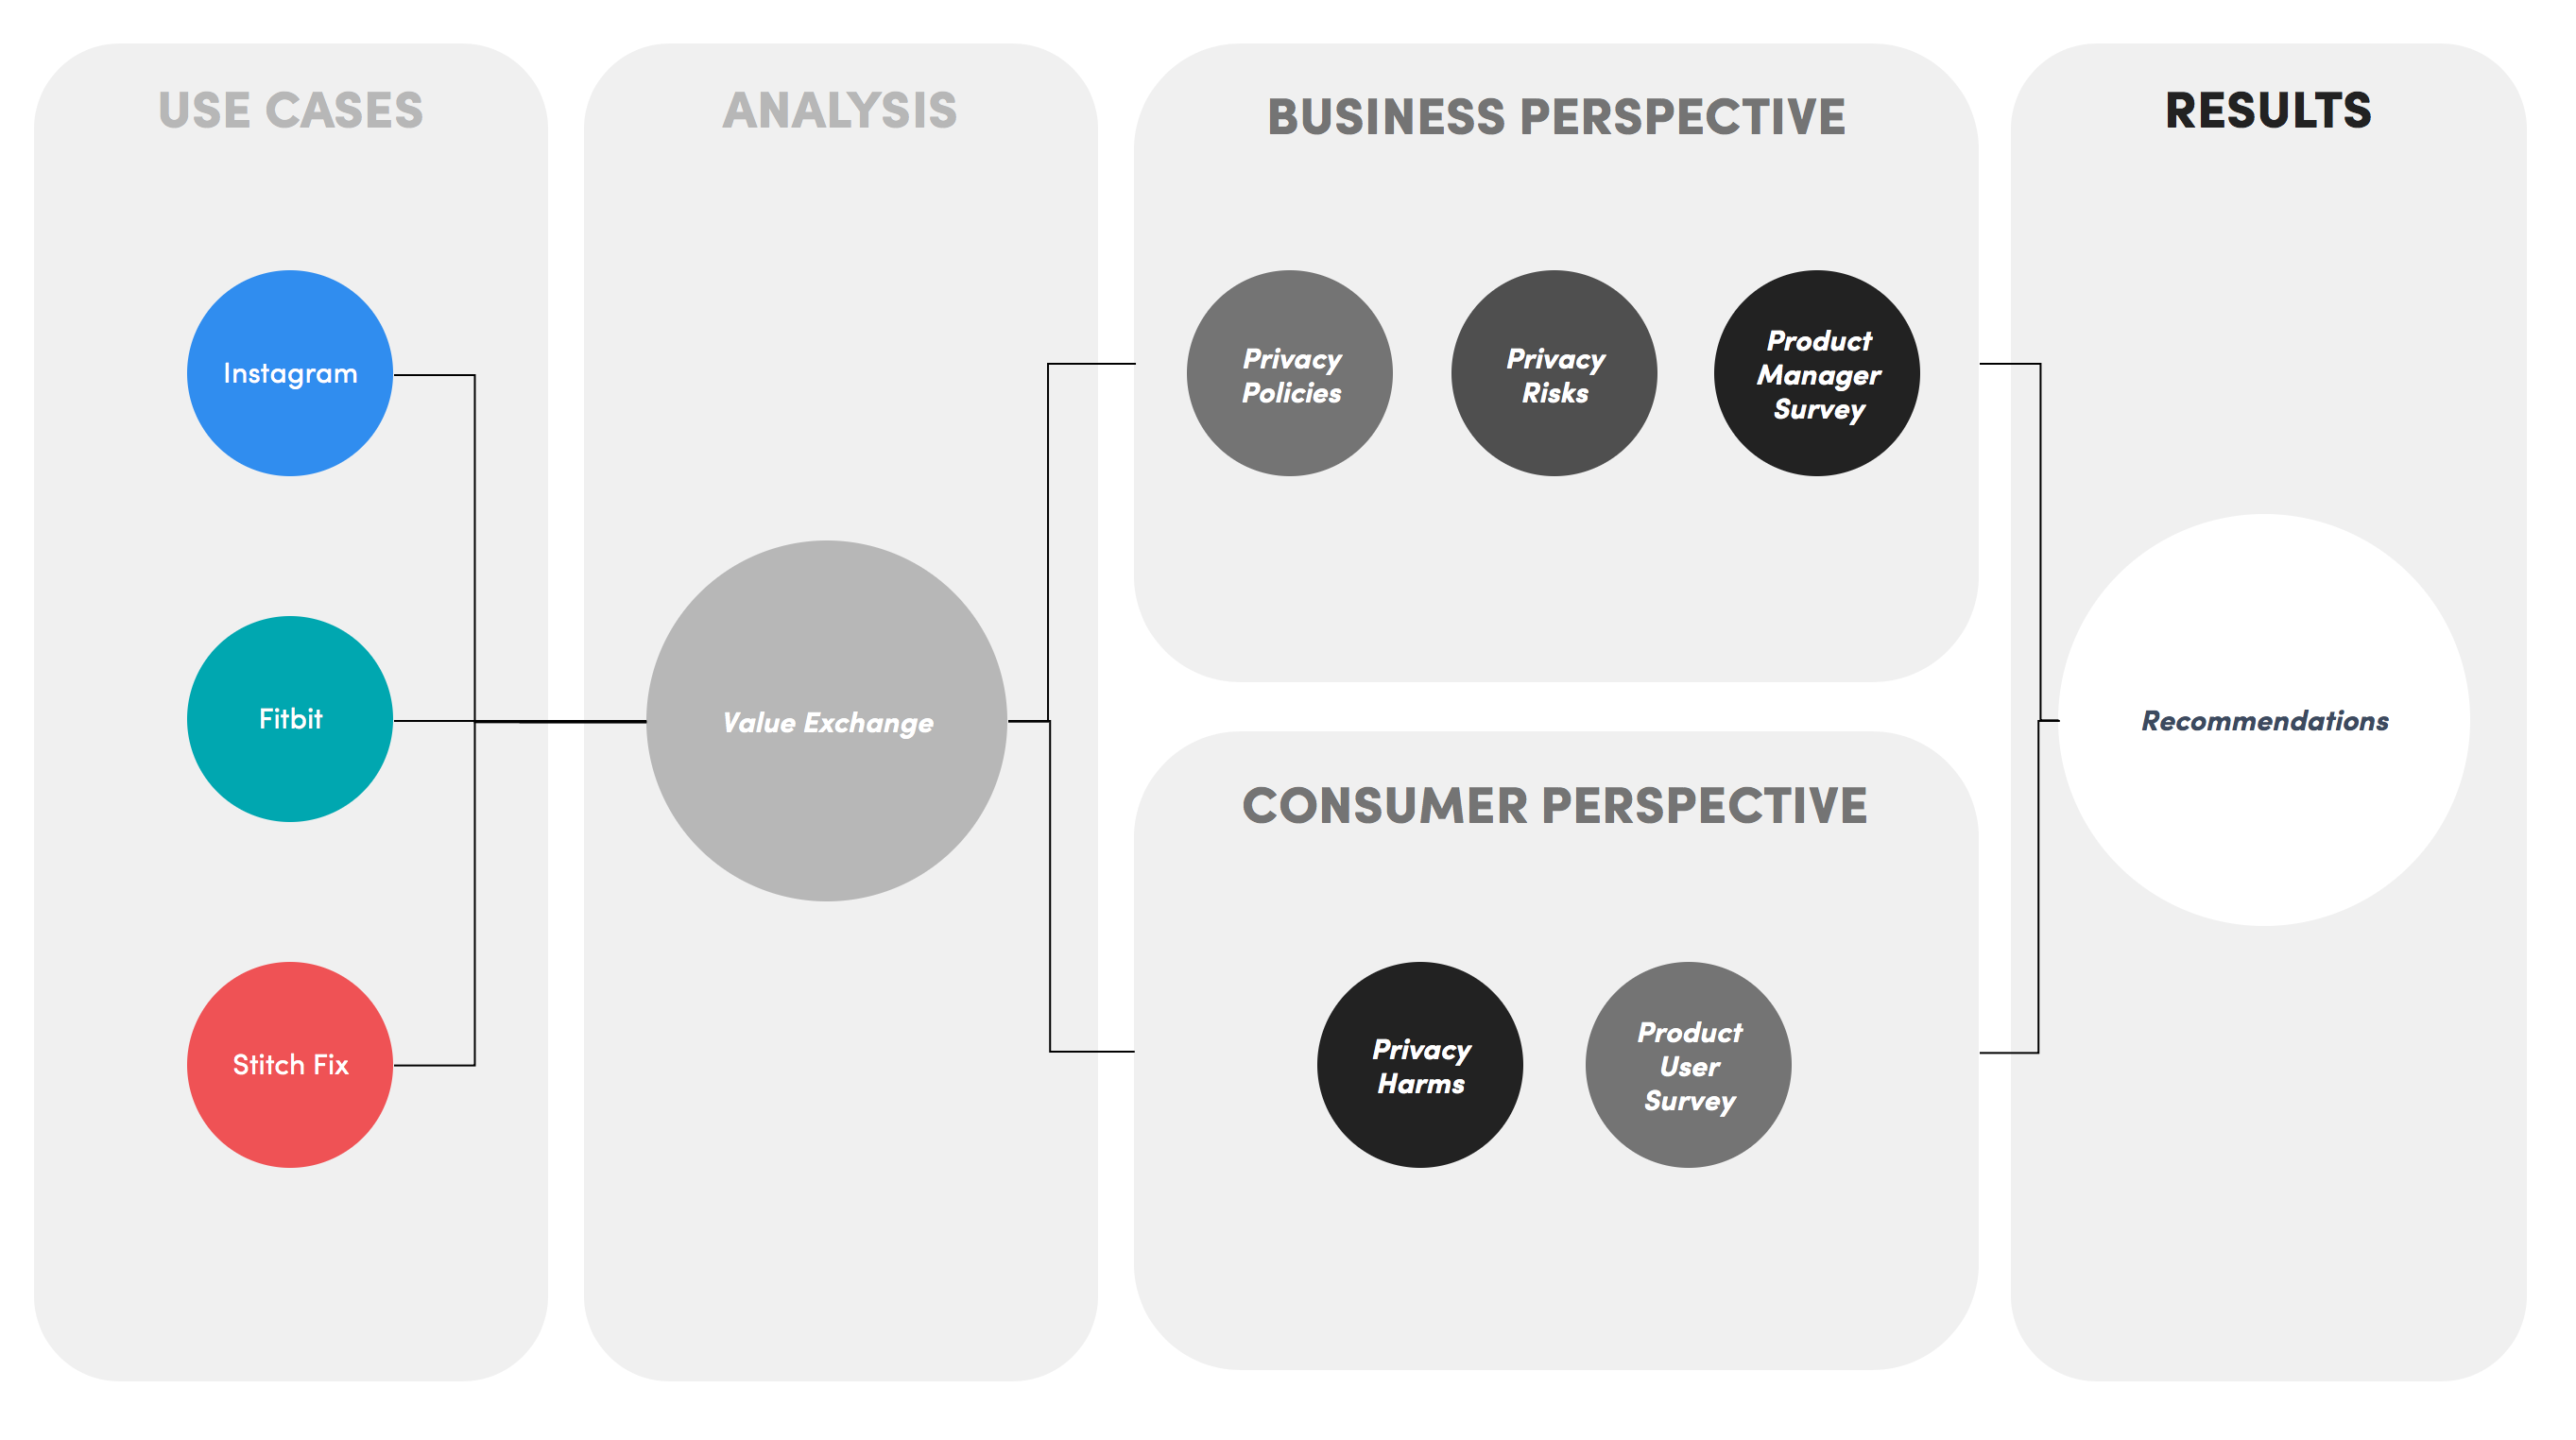 USE CASES
Instagram
Fitbit
Stitch Fix
ANALYSIS
Value Exchange
BUSINESS PERSPECTIVE
Privacy
Policies
Privacy
Risks
Product
Manager
Survey
CONSUMER PERSPECTIVE
Privacy
Harms
Product
User
Survey
RESULTS
Recommendations